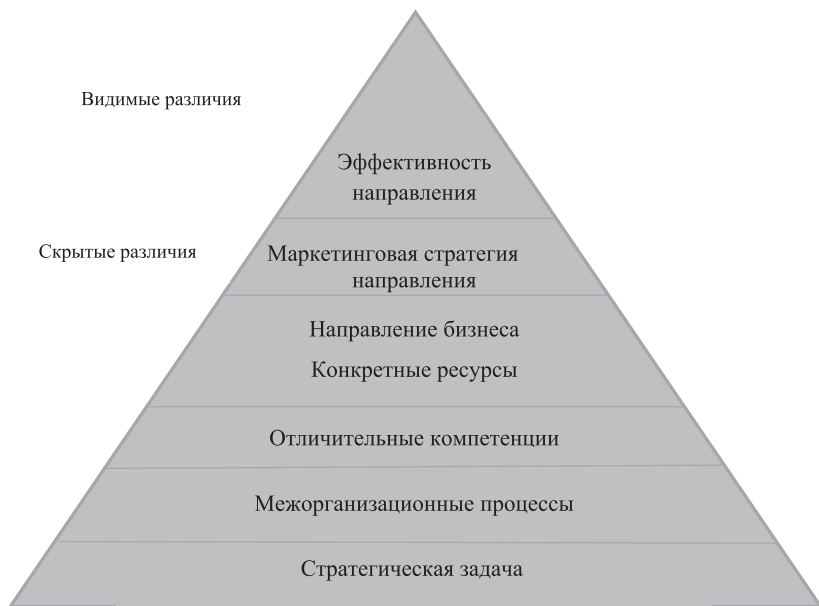 Видимые различия
Эффективность
направления
Скрытые различия
Маркетинговая стратегия
направления
Направление бизнеса
Конкретные ресурсы
Отличительные компетенции
Межорганизационные процессы
Стратегическая задача